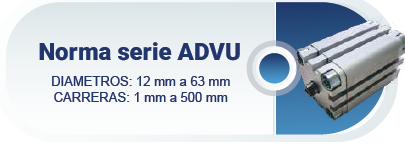 Norma serie ADVU
DIAMETROS: 12 mm a 63 mm
CARRERAS: 1 mm a 500 mm